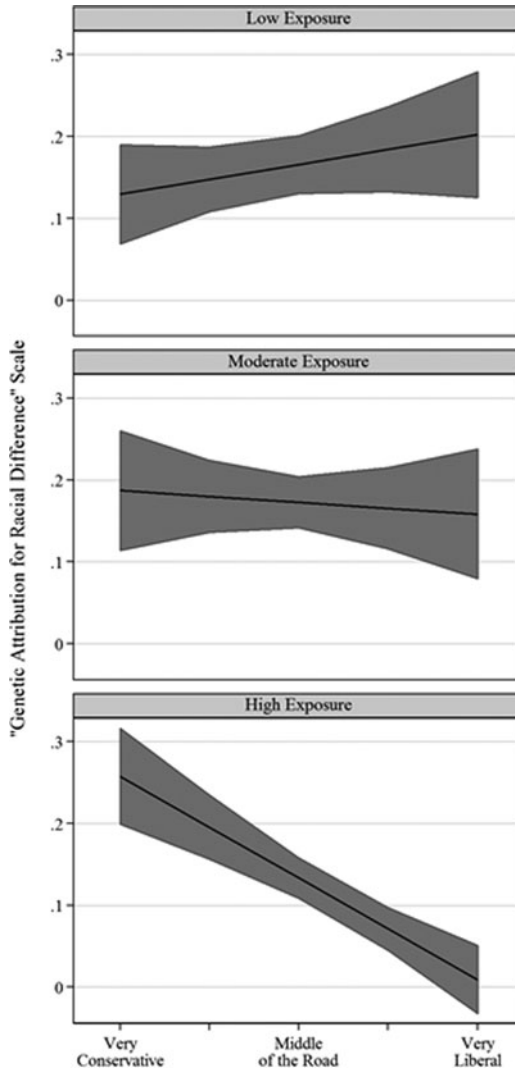 Low Exposure
.3
.2
.1
0
Moderate Exposure
.3
.2
.1
0
High Exposure
.3
.2
.1
0
"Genetic Attribution for Racial Difference" Scale
Very
Conservative
Middle
of the Road
Very
Liberal